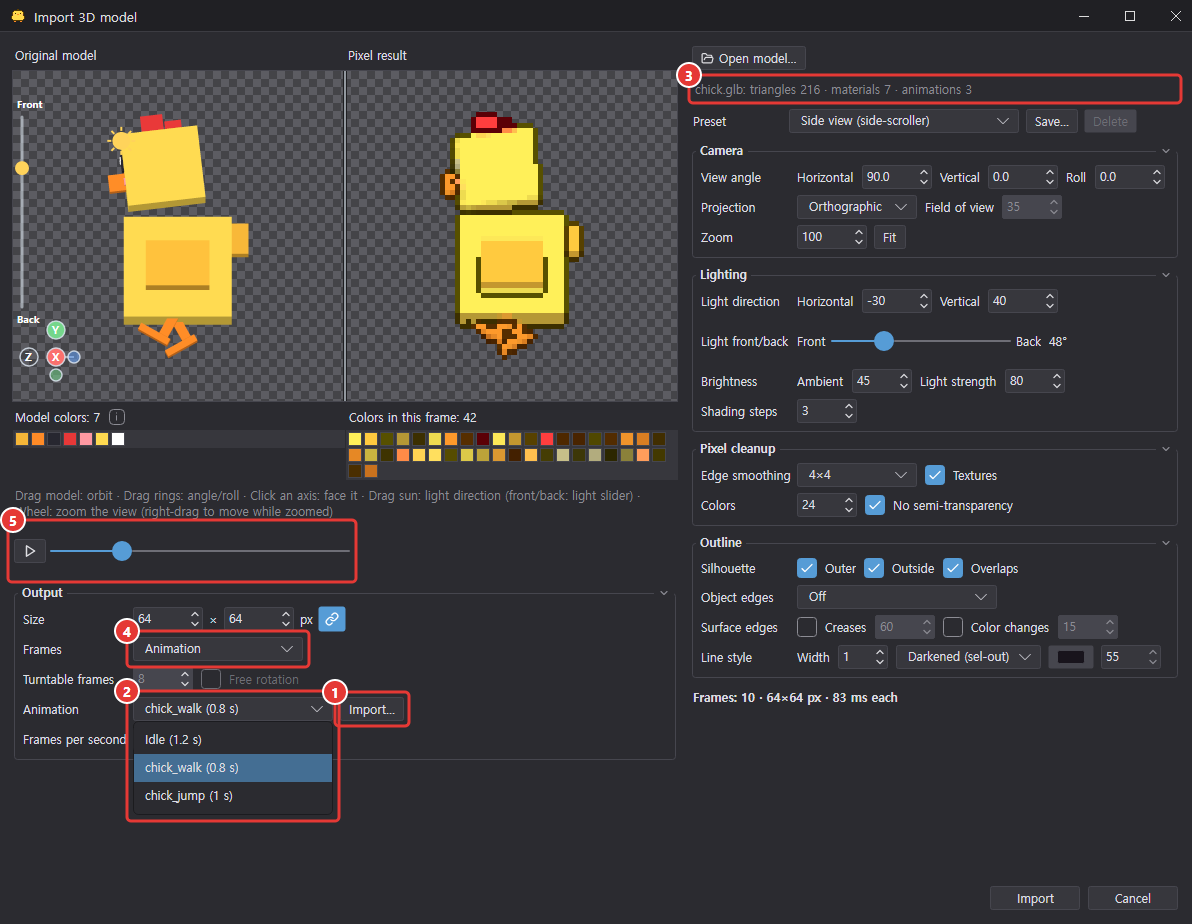 Import 3D model
Original model
Pixel result
Front
Back
Y
Z
X
Model colors: 7
Colors in this frame: 42
Drag model: orbit · Drag rings: angle/roll · Click an axis: face it · Drag sun: light direction (front/back: light slider) ·
Wheel: zoom the view (right-drag to move while zoomed)
5
Output
Size 64 × 64 px
4
Frames Animation
Turntable frames 8 Free rotation
2
1
Animation chick_walk (0.8 s) Import...
Frames per second
Idle (1.2 s)
chick_walk (0.8 s)
chick_jump (1 s)
Open model...
3
chick.glb: triangles 216 · materials 7 · animations 3
Preset Side view (side-scroller) Save... Delete
Camera
View angle Horizontal 90.0 Vertical 0.0 Roll 0.0
Projection Orthographic Field of view 35
Zoom 100 Fit
Lighting
Light direction Horizontal -30 Vertical 40
Light front/back Front Back 48°
Brightness Ambient 45 Light strength 80
Shading steps 3
Pixel cleanup
Edge smoothing 4×4 Textures
Colors 24 No semi-transparency
Outline
Silhouette Outer Outside Overlaps
Object edges Off
Surface edges Creases 60 Color changes 15
Line style Width 1 Darkened (sel-out) 55
Frames: 10 · 64×64 px · 83 ms each
Import
Cancel